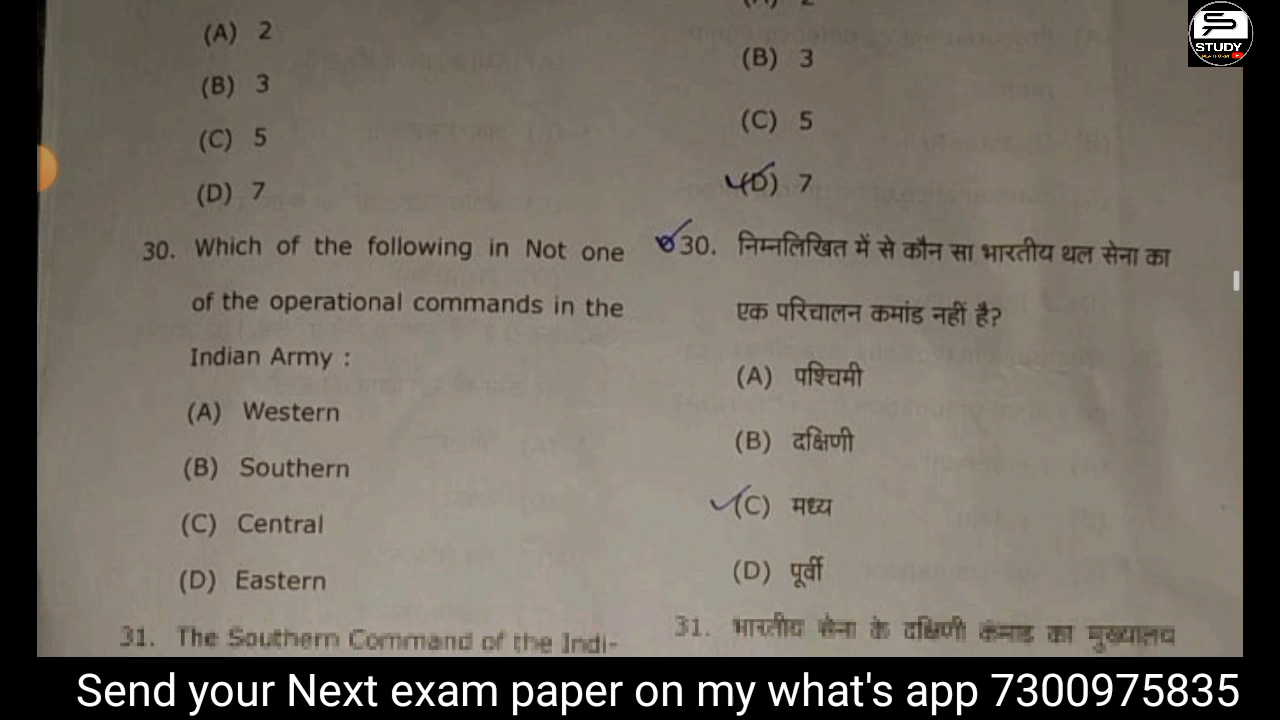 (A) 2
(B) 3
(C) 5
(D) 7
30. Which of the following in Not one
of the operational commands in the
Indian Army :
(A) Western
(B) Southern
(C) Central
(D) Eastern
31. The Southern Command of the Indi-
(B) 3
(C) 5
(D) 7
30. निम्नलिखित में से कौन सा भारतीय थल सेना का
एक परिचालन कमांड नहीं है?
(A) पश्चिमी
(B) दक्षिणी
(C) मध्य
(D) पूर्वी
31. भारतीय सेना के दक्षिणी कमाड का मुख्यालय
STUDY
Send your Next exam paper on my what's app 7300975835